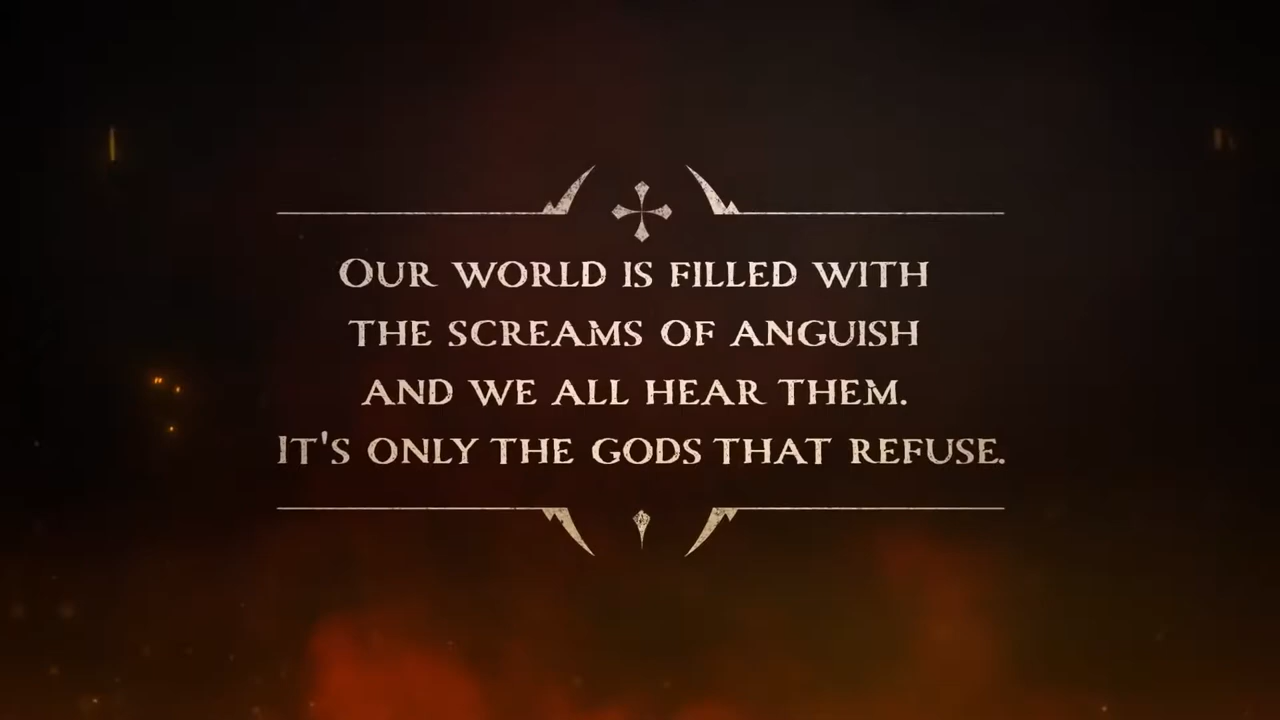 Our world is filled with
the screams of anguish
and we all hear them.
It's only the gods that refuse.